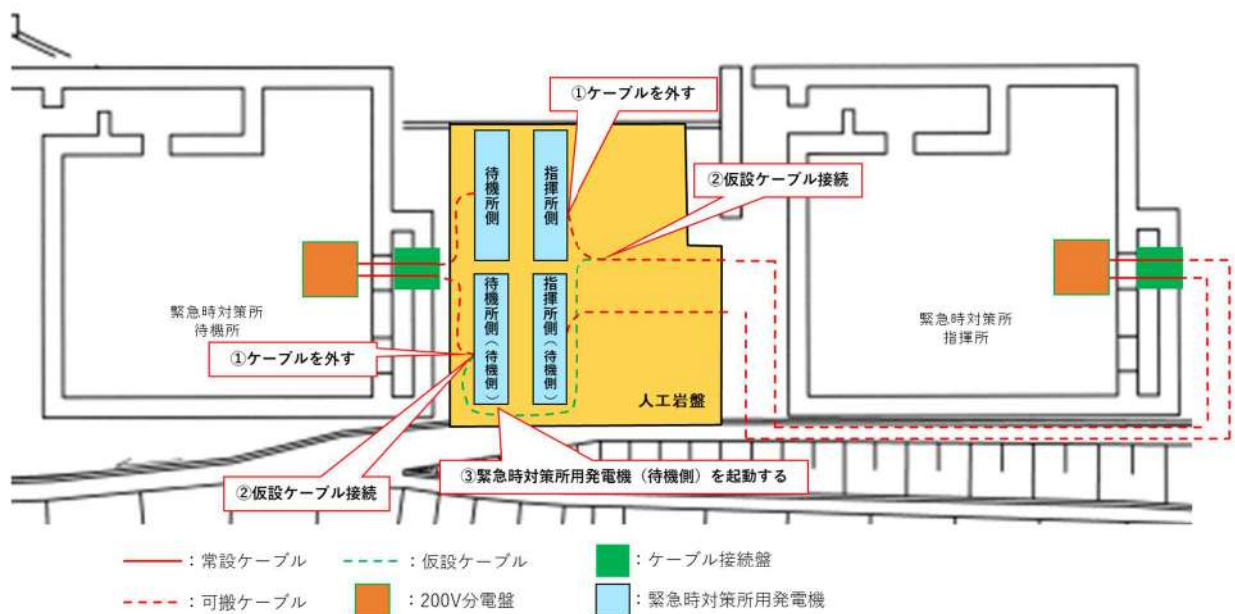 ①ケーブルを外す
②仮設ケーブル接続
待機所側
指揮所側
緊急時対策所
待機所
緊急時対策所
指揮所
①ケーブルを外す
待機所側（待機側）
指揮所側（待機側）
人工岩盤
②仮設ケーブル接続
③緊急時対策所用発電機（待機側）を起動する
：常設ケーブル
：仮設ケーブル
：ケーブル接続盤
：可搬ケーブル
：200V分電盤
：緊急時対策所用発電機